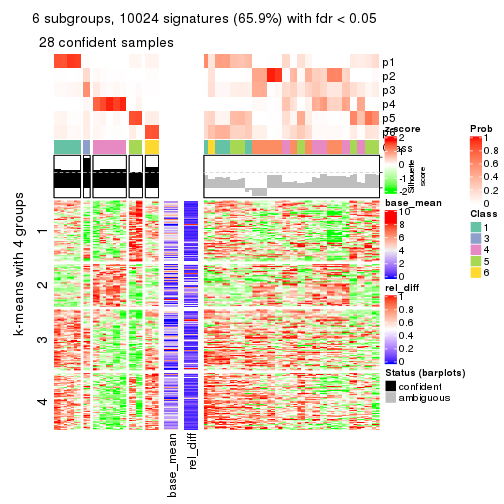 6 subgroups, 10024 signatures (65.9%) with fdr < 0.05
28 confident samples
p1
p2
p3
p4
p5
Class
k-means with 4 groups
1
2
3
4
base_mean
rel_diff
z-score
2
1
0
-1
-2
Silhouette
score
base_mean
10
8
6
4
2
0
rel_diff
1
0.8
0.6
0.4
0.2
0
Status (barplots)
confident
ambiguous
Prob
1
0.8
0.6
0.4
0.2
0
Class
1
3
4
5
6